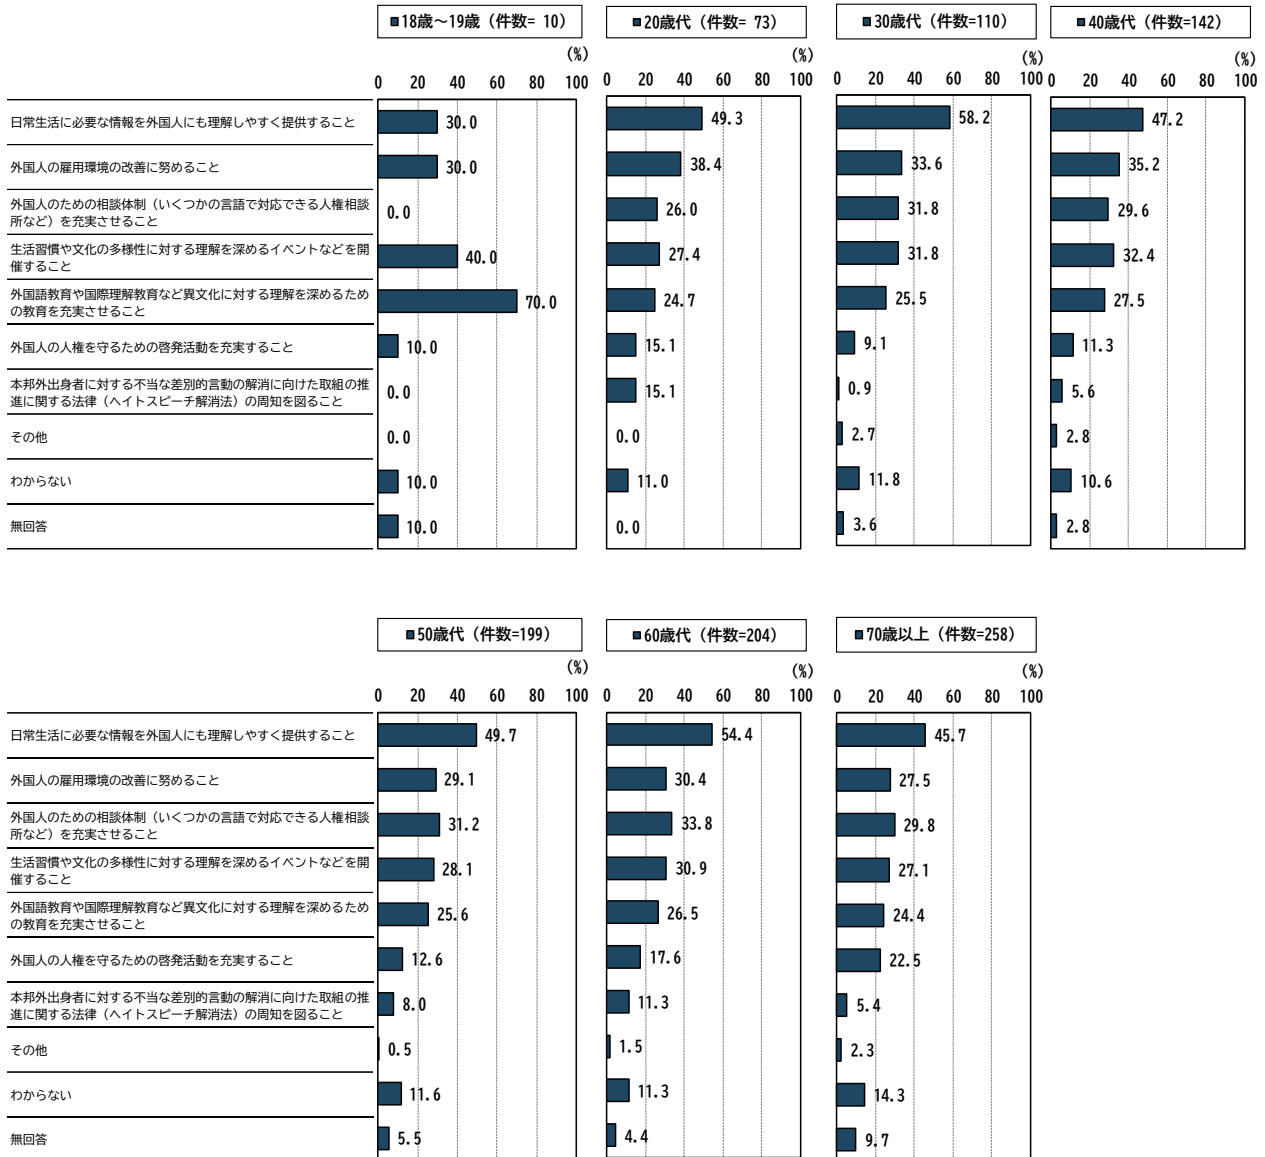 ■18歳～19歳（件数= 10）
■20歳代（件数= 73）
■30歳代（件数=110）
■40歳代（件数=142）
(%)
(%)
(%)
(%)
0 20 40 60 80 100
0 20 40 60 80 100
0 20 40 60 80 100
0 20 40 60 80 100
日常生活に必要な情報を外国人にも理解しやすく提供すること
30.0
49.3
58.2
47.2
外国人の雇用環境の改善に努めること
30.0
38.4
33.6
35.2
外国人のための相談体制（いくつかの言語で対応できる人権相談
所など）を充実させること
0.0
26.0
31.8
29.6
生活習慣や文化の多様性に対する理解を深めるイベントなどを開
催すること
40.0
27.4
31.8
32.4
外国語教育や国際理解教育など異文化に対する理解を深めるため
の教育を充実させること
70.0
24.7
25.5
27.5
外国人の人権を守るための啓発活動を充実すること
10.0
15.1
9.1
11.3
本邦外出身者に対する不当な差別的言動の解消に向けた取組の推
進に関する法律（ヘイトスピーチ解消法）の周知を図ること
0.0
15.1
0.9
5.6
その他
0.0
0.0
2.7
2.8
わからない
10.0
11.0
11.8
10.6
無回答
10.0
0.0
3.6
2.8
■50歳代（件数=199）
■60歳代（件数=204）
■70歳以上（件数=258）
(%)
(%)
(%)
0 20 40 60 80 100
0 20 40 60 80 100
0 20 40 60 80 100
日常生活に必要な情報を外国人にも理解しやすく提供すること
49.7
54.4
45.7
外国人の雇用環境の改善に努めること
29.1
30.4
27.5
外国人のための相談体制（いくつかの言語で対応できる人権相談
所など）を充実させること
31.2
33.8
29.8
生活習慣や文化の多様性に対する理解を深めるイベントなどを開
催すること
28.1
30.9
27.1
外国語教育や国際理解教育など異文化に対する理解を深めるため
の教育を充実させること
25.6
26.5
24.4
外国人の人権を守るための啓発活動を充実すること
12.6
17.6
22.5
本邦外出身者に対する不当な差別的言動の解消に向けた取組の推
進に関する法律（ヘイトスピーチ解消法）の周知を図ること
8.0
11.3
5.4
その他
0.5
1.5
2.3
わからない
11.6
11.3
14.3
無回答
5.5
4.4
9.7